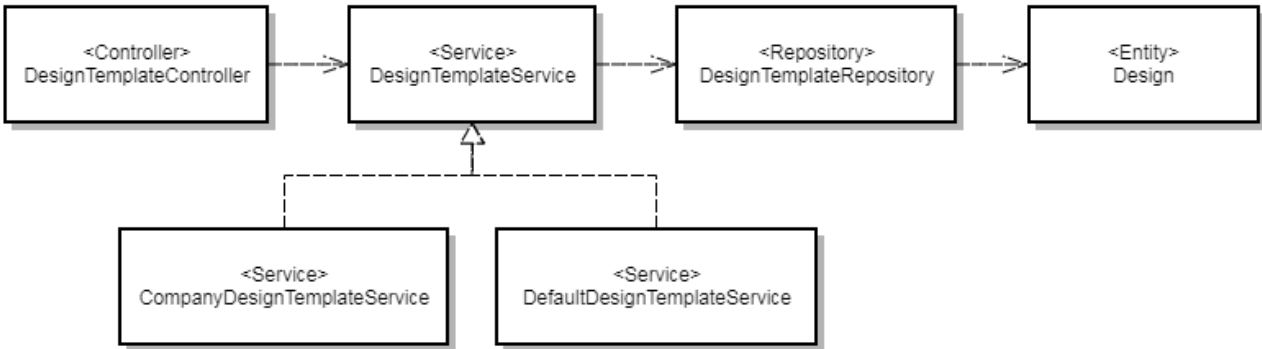 <Controller>
DesignTemplateController
<Service>
DesignTemplateService
<Repository>
DesignTemplateRepository
<Entity>
Design
<Service>
CompanyDesignTemplateService
<Service>
DefaultDesignTemplateService